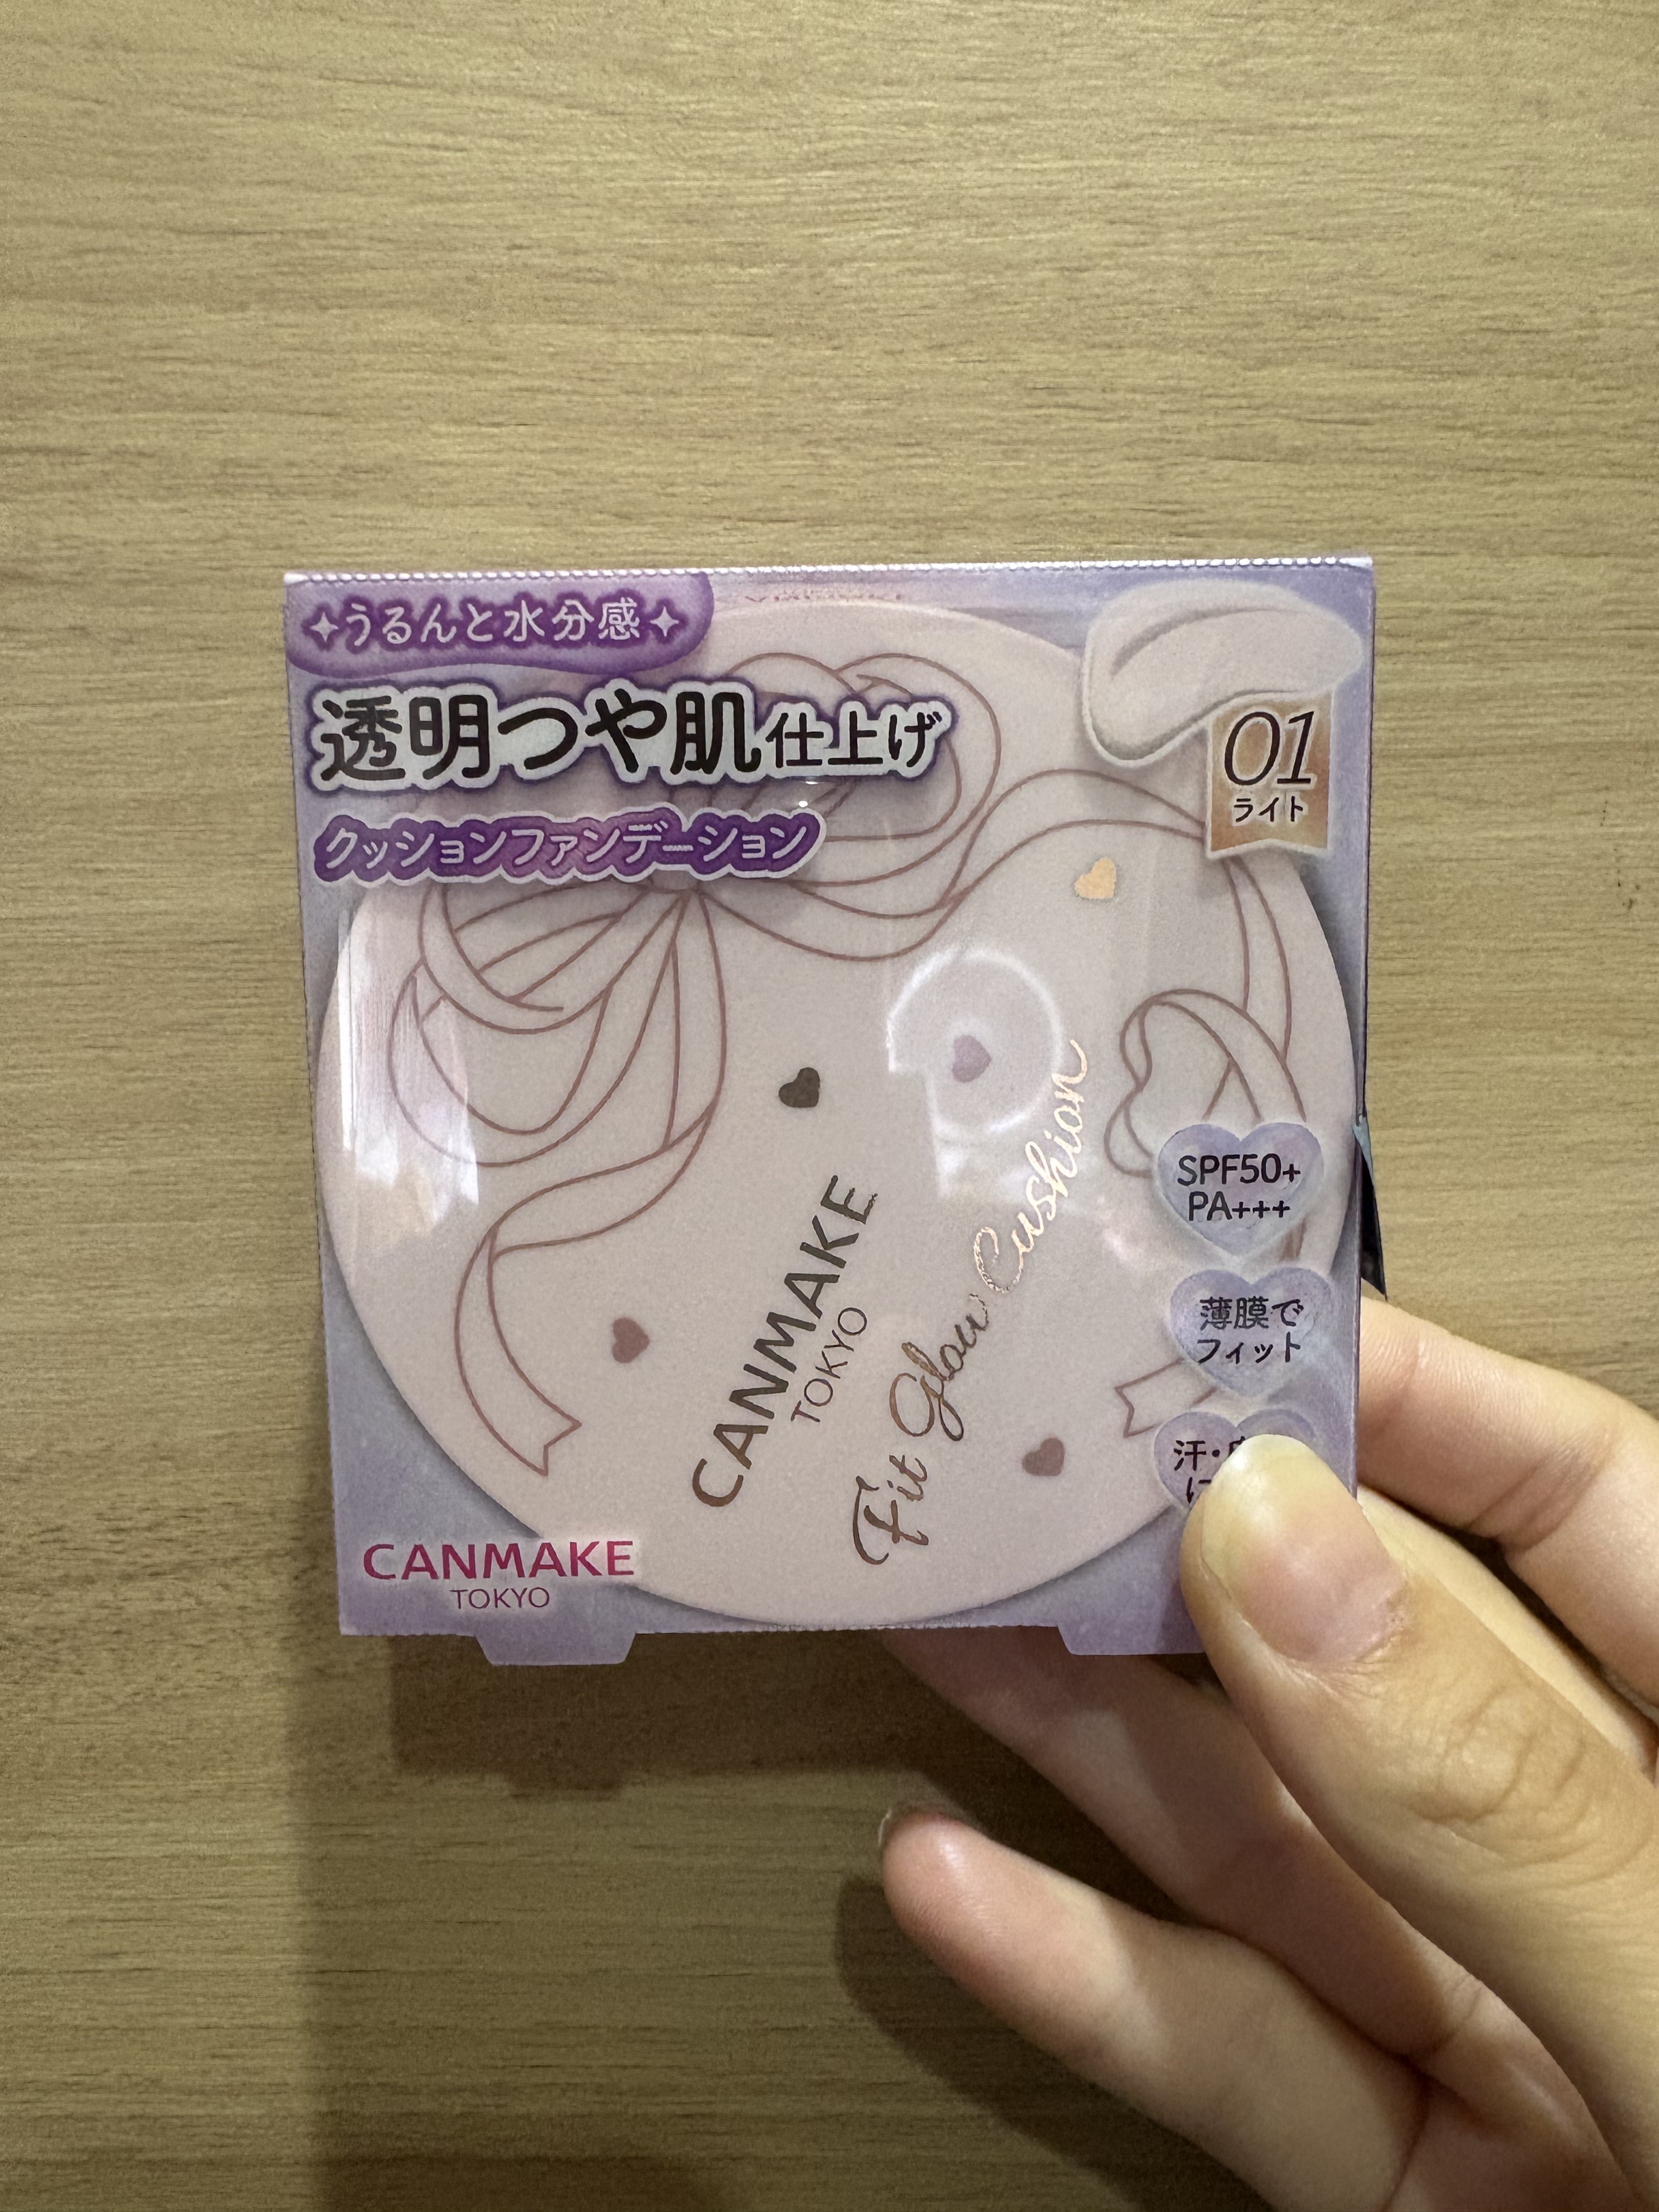 うるんと水分感
透明つや肌仕上げ
クッションファンデーション
01
ライト
CANMAKE
TOKYO
Fit Glow Cushion
SPF50+
PA+++
薄膜で
フィット
汗・
に
CANMAKE
TOKYO